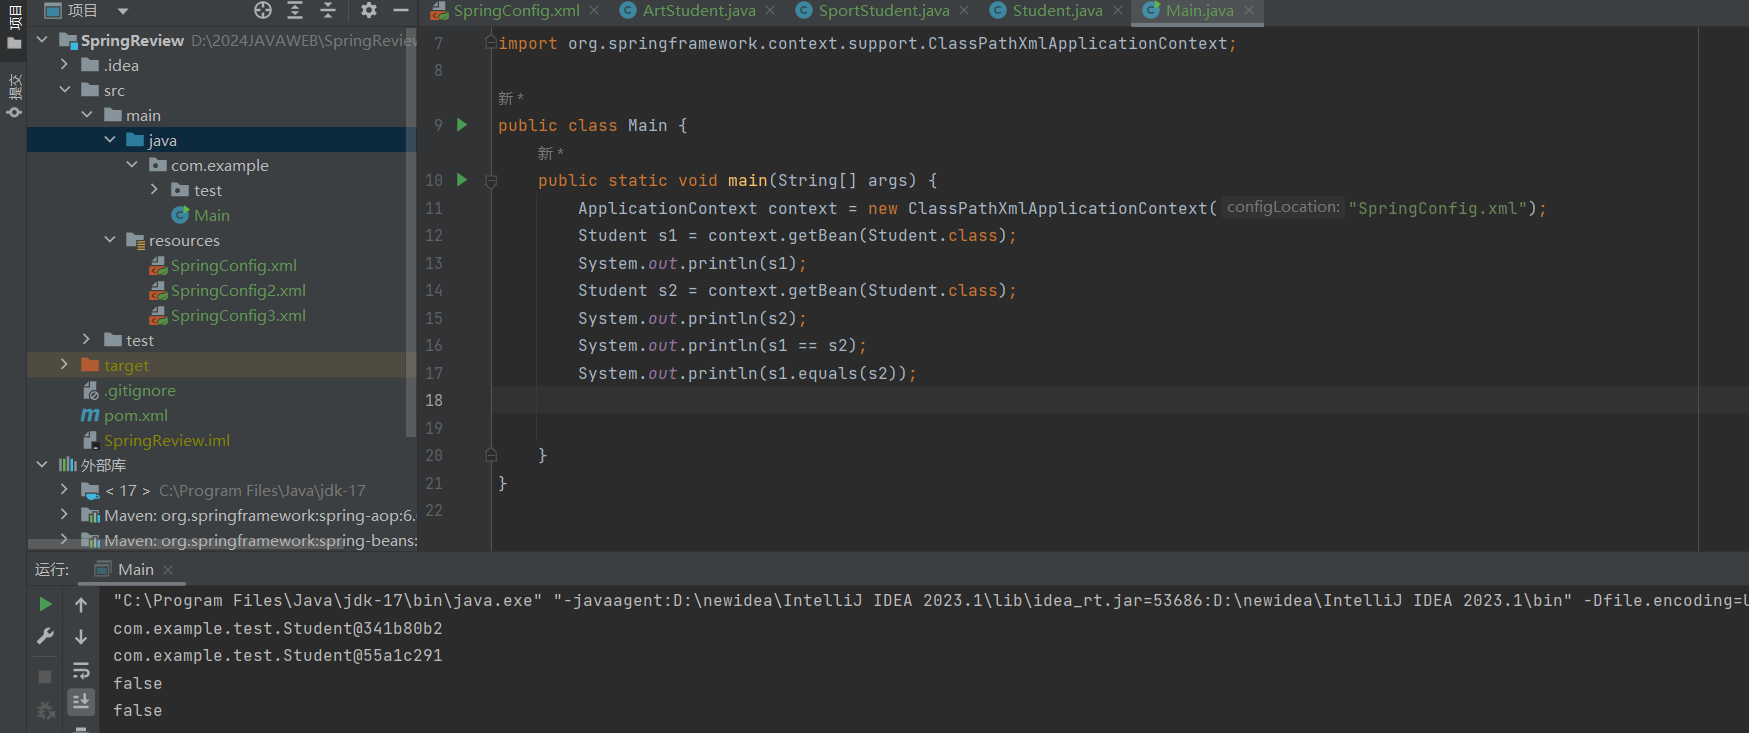 项目
项目
提交
SpringConfig.xml
ArtStudent.java
SportStudent.java
Student.java
Main.java
SpringReview D:\2024JAVAWEB\SpringReview
.idea
src
main
java
com.example
test
Main
resources
SpringConfig.xml
SpringConfig2.xml
SpringConfig3.xml
test
target
.gitignore
pom.xml
SpringReview.iml
外部库
< 17 > C:\Program Files\Java\jdk-17
Maven: org.springframework:spring-aop:6.
Maven: org.springframework:spring-beans:
7 import org.springframework.context.support.ClassPathXmlApplicationContext;
8
新 *
9 public class Main {
新 *
10 public static void main(String[] args) {
11 ApplicationContext context = new ClassPathXmlApplicationContext( configLocation: "SpringConfig.xml");
12 Student s1 = context.getBean(Student.class);
13 System.out.println(s1);
14 Student s2 = context.getBean(Student.class);
15 System.out.println(s2);
16 System.out.println(s1 == s2);
17 System.out.println(s1.equals(s2));
18
19
20 }
21 }
22
运行: Main
"C:\Program Files\Java\jdk-17\bin\java.exe" "-javaagent:D:\newidea\IntelliJ IDEA 2023.1\lib\idea_rt.jar=53686:D:\newidea\IntelliJ IDEA 2023.1\bin" -Dfile.encoding=U
com.example.test.Student@341b80b2
com.example.test.Student@55a1c291
false
false